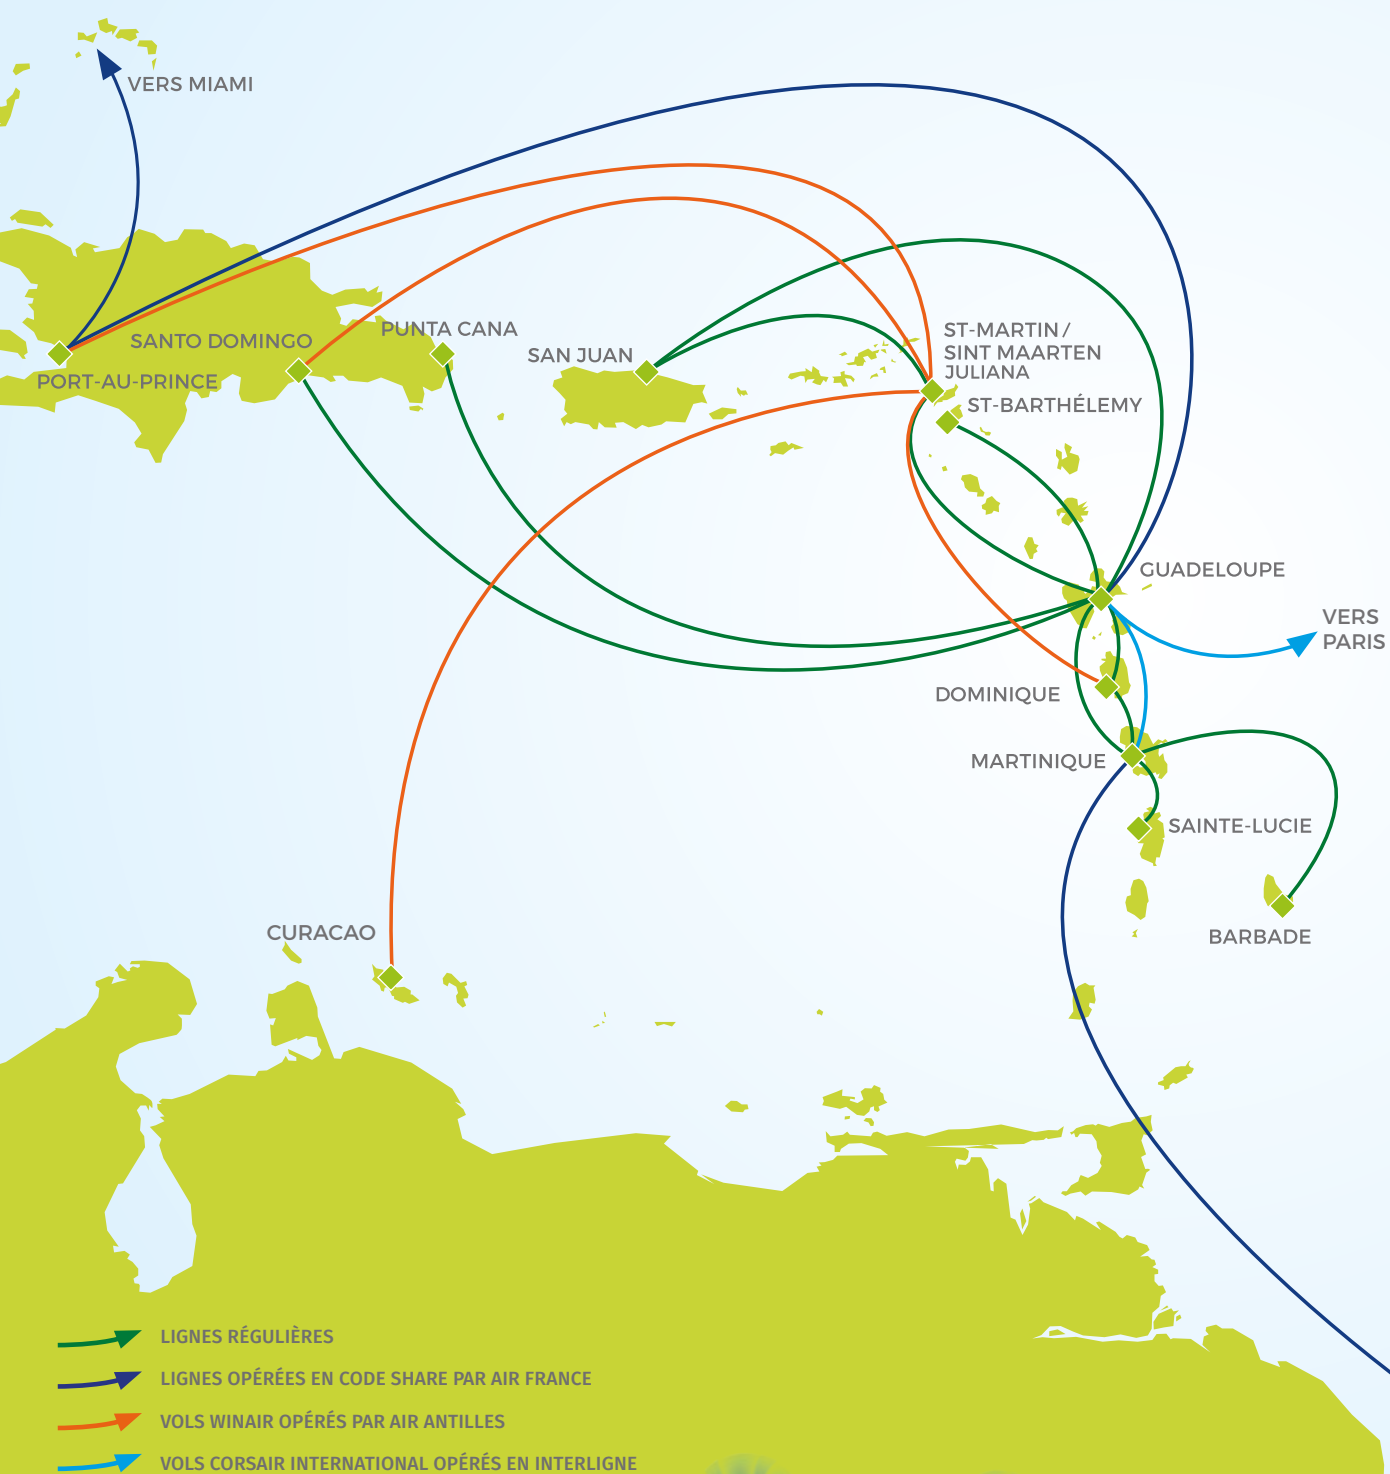 VERS MIAMI
SANTO DOMINGO
PUNTA CANA
PORT-AU-PRINCE
SAN JUAN
ST-MARTIN /
SINT MAARTEN
JULIANA
ST-BARTHÉLEMY
GUADELOUPE
VERS
PARIS
DOMINIQUE
MARTINIQUE
SAINTE-LUCIE
BARBADE
CURACAO
LIGNES RÉGULIÈRES
LIGNES OPÉRÉES EN CODE SHARE PAR AIR FRANCE
VOLS WINAIR OPÉRÉS PAR AIR ANTILLES
VOLS CORSAIR INTERNATIONAL OPÉRÉS EN INTERLIGNE